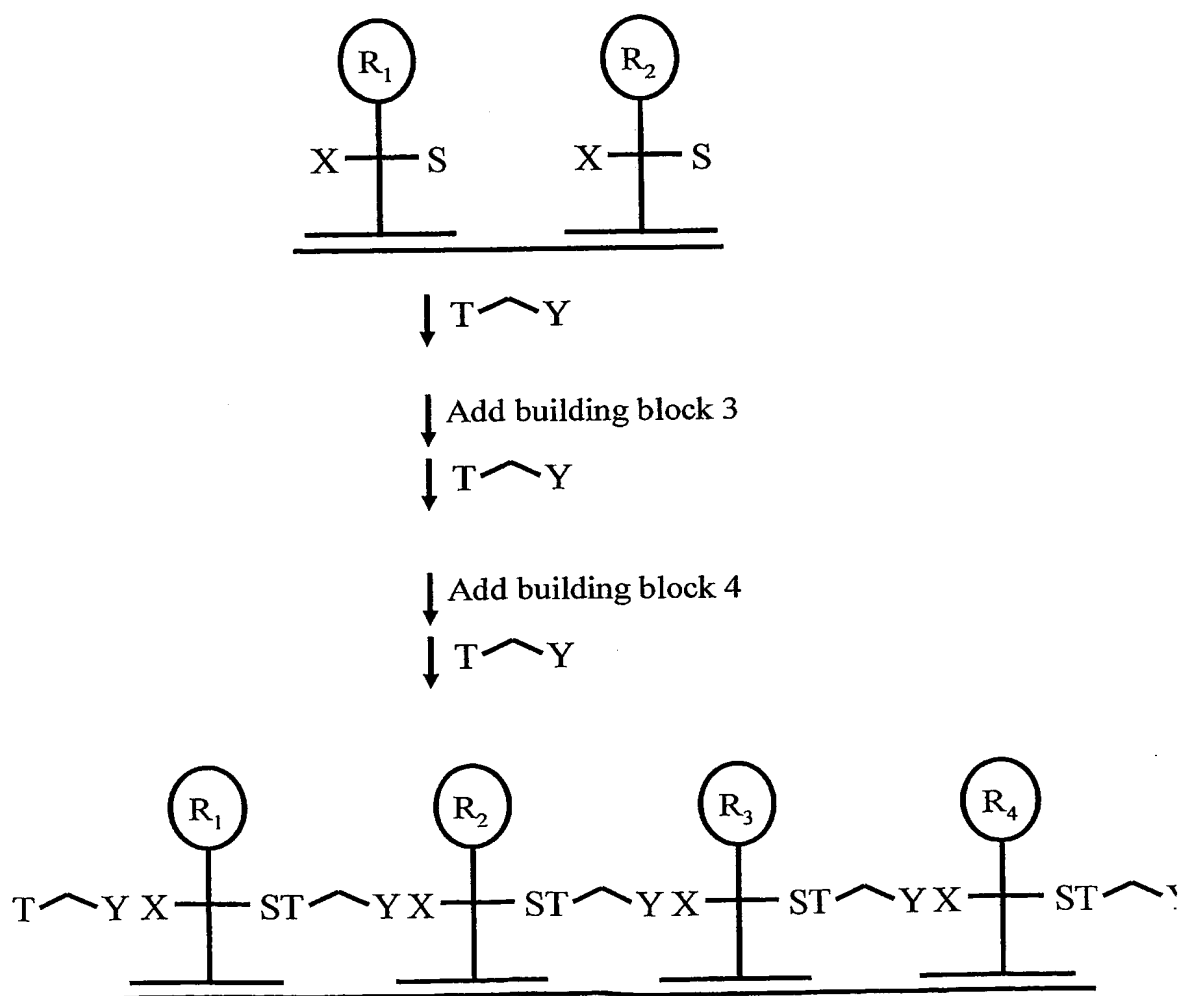 R₁ R₂
X S X S
T Y
Add building block 3
T Y
Add building block 4
T Y
R₁ R₂ R₃ R₄
T Y X ST Y X ST Y X ST Y X ST